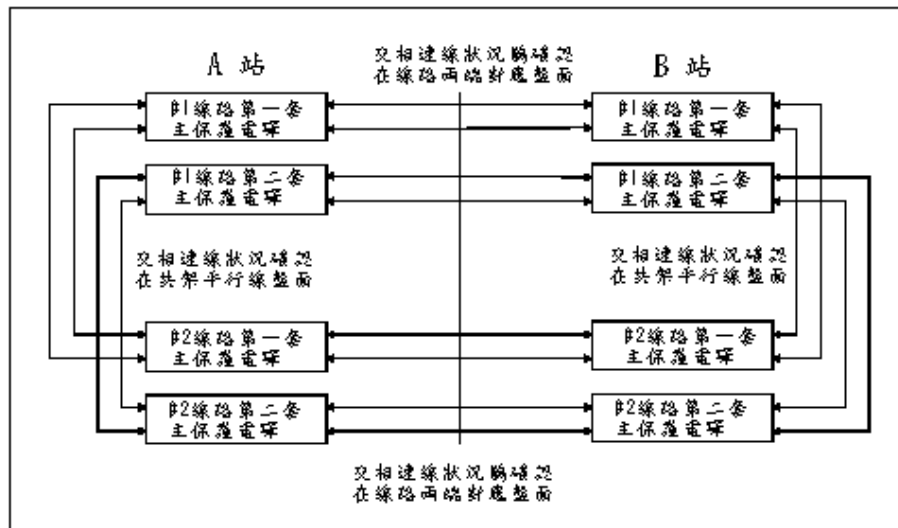 A 站
交相連線狀況確認
在線路兩端對應盤面
B 站
#1線路第一套
主保護電驛
#1線路第一套
主保護電驛
#1線路第二套
主保護電驛
#1線路第二套
主保護電驛
交相連線狀況確認
在共架平行線盤面
交相連線狀況確認
在共架平行線盤面
#2線路第一套
主保護電驛
#2線路第一套
主保護電驛
#2線路第二套
主保護電驛
#2線路第二套
主保護電驛
交相連線狀況確認
在線路兩端對應盤面